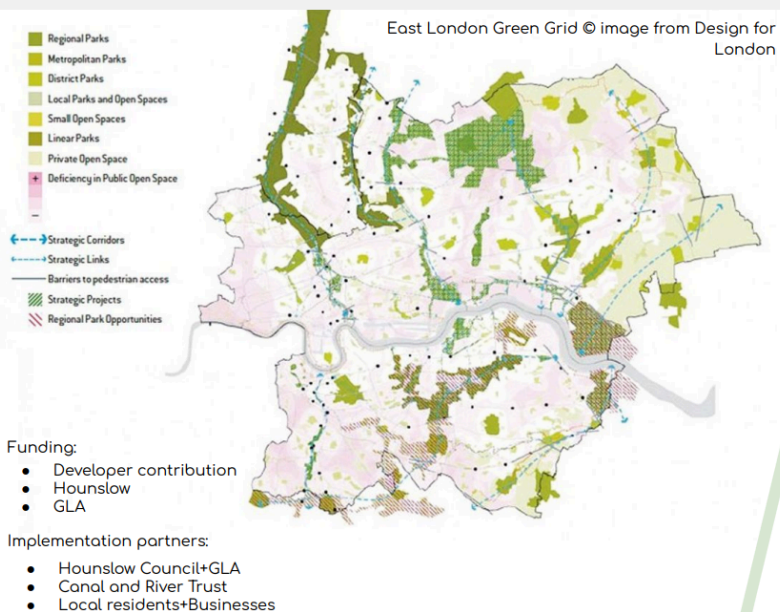 East London Green Grid © image from Design for
London
Regional Parks
Metropolitan Parks
District Parks
Local Parks and Open Spaces
Small Open Spaces
Linear Parks
Private Open Space
+ Deficiency in Public Open Space
–
Strategic Corridors
Strategic Links
Barriers to pedestrian access
Strategic Projects
Regional Park Opportunities
Funding:
● Developer contribution
● Hounslow
● GLA
Implementation partners:
● Hounslow Council+GLA
● Canal and River Trust
● Local residents+Businesses